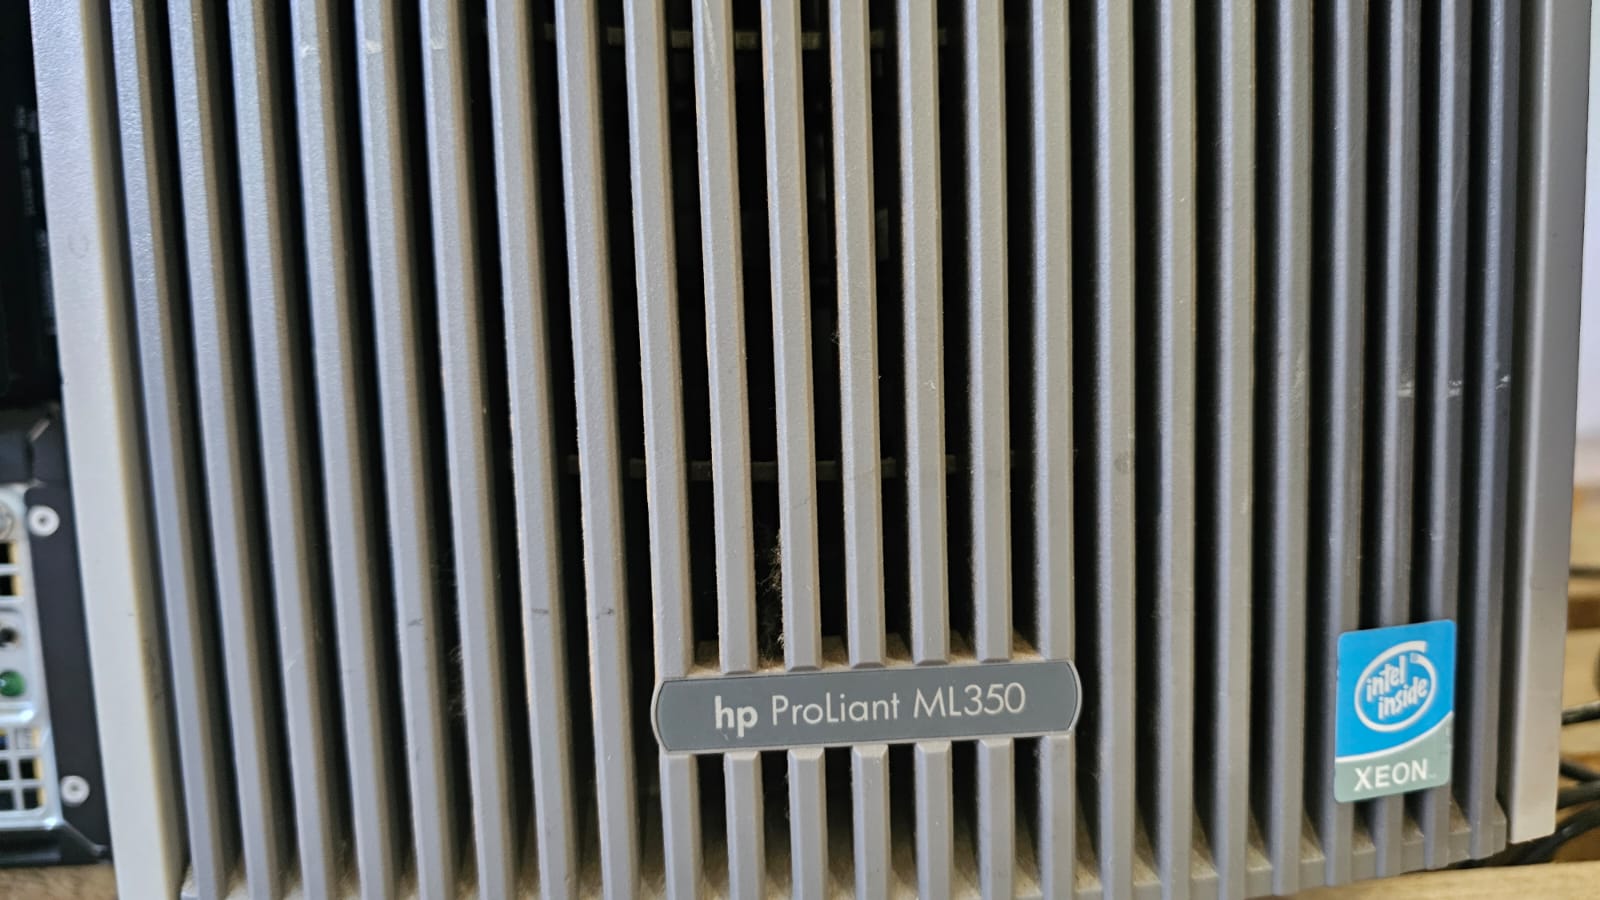 hp ProLiant ML350
intel
inside
XEON